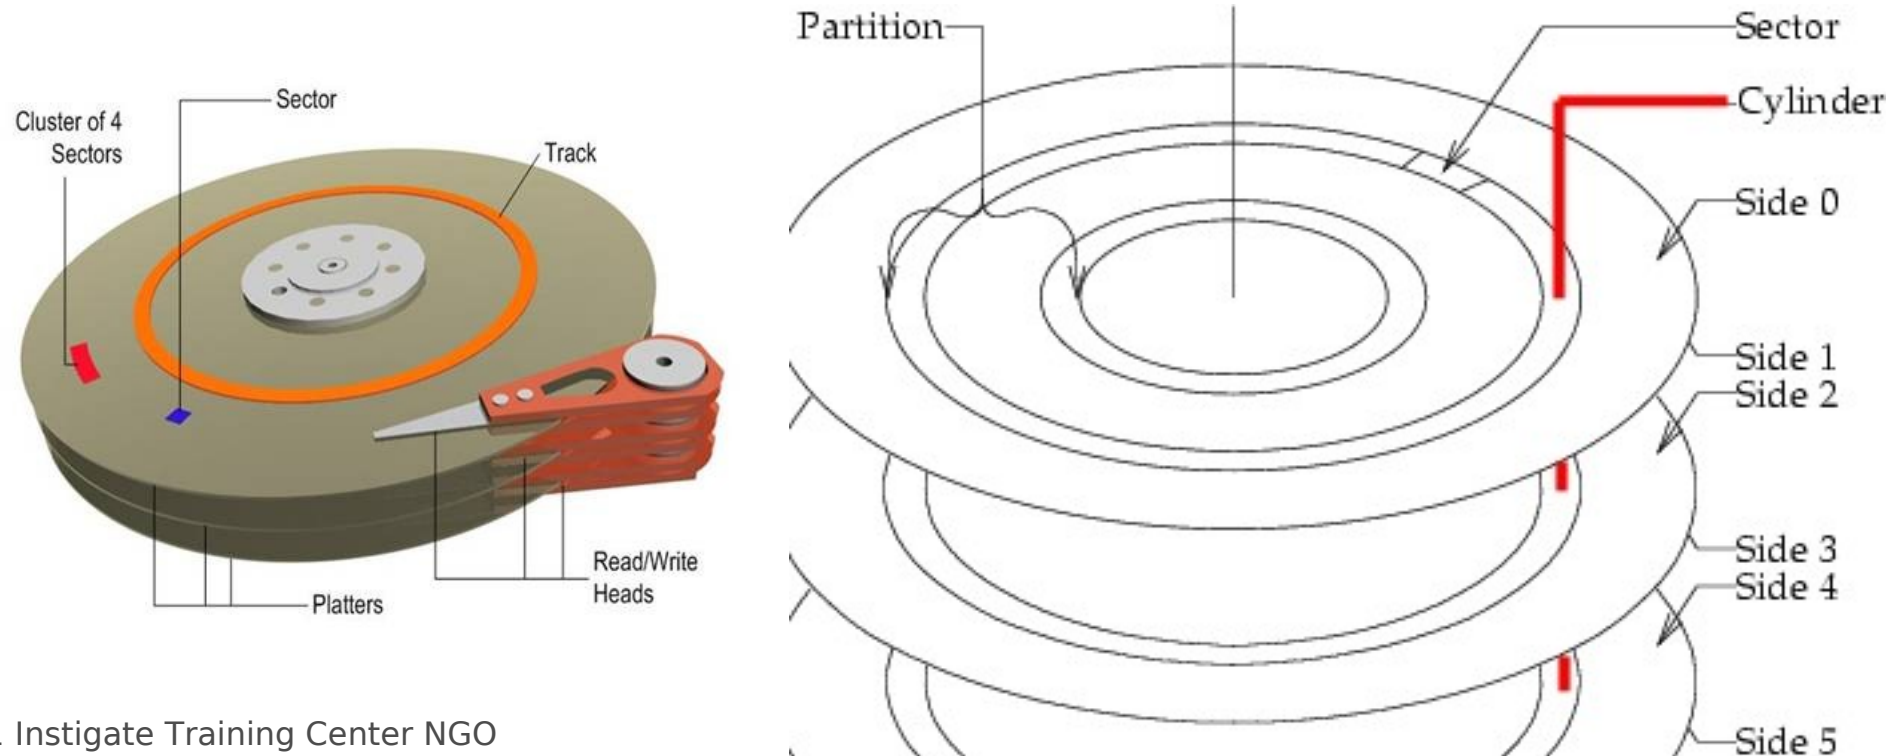 Cluster of 4
Sectors
Sector
Track
Read/Write
Heads
Platters
Partition
Sector
Cylinder
Side 0
Side 1
Side 2
Side 3
Side 4
Side 5
Instigate Training Center NGO